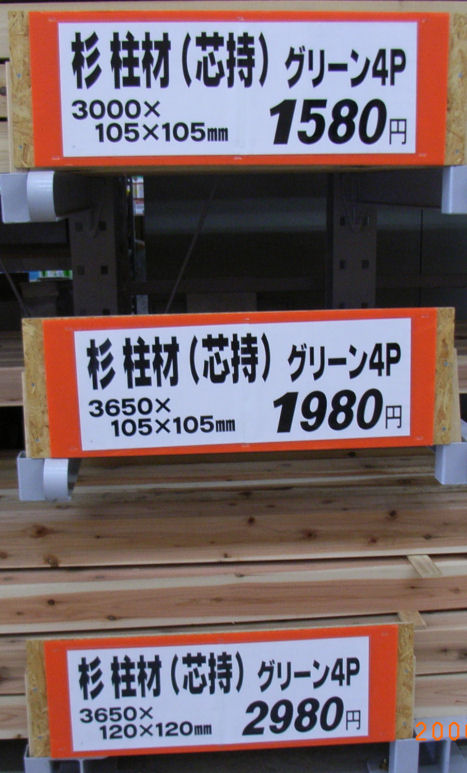 杉 柱材（芯持） グリーン4P
3000×
105×105mm 1580円
杉 柱材（芯持） グリーン4P
3650×
105×105mm 1980円
杉 柱材（芯持） グリーン4P
3650×
120×120mm 2980円